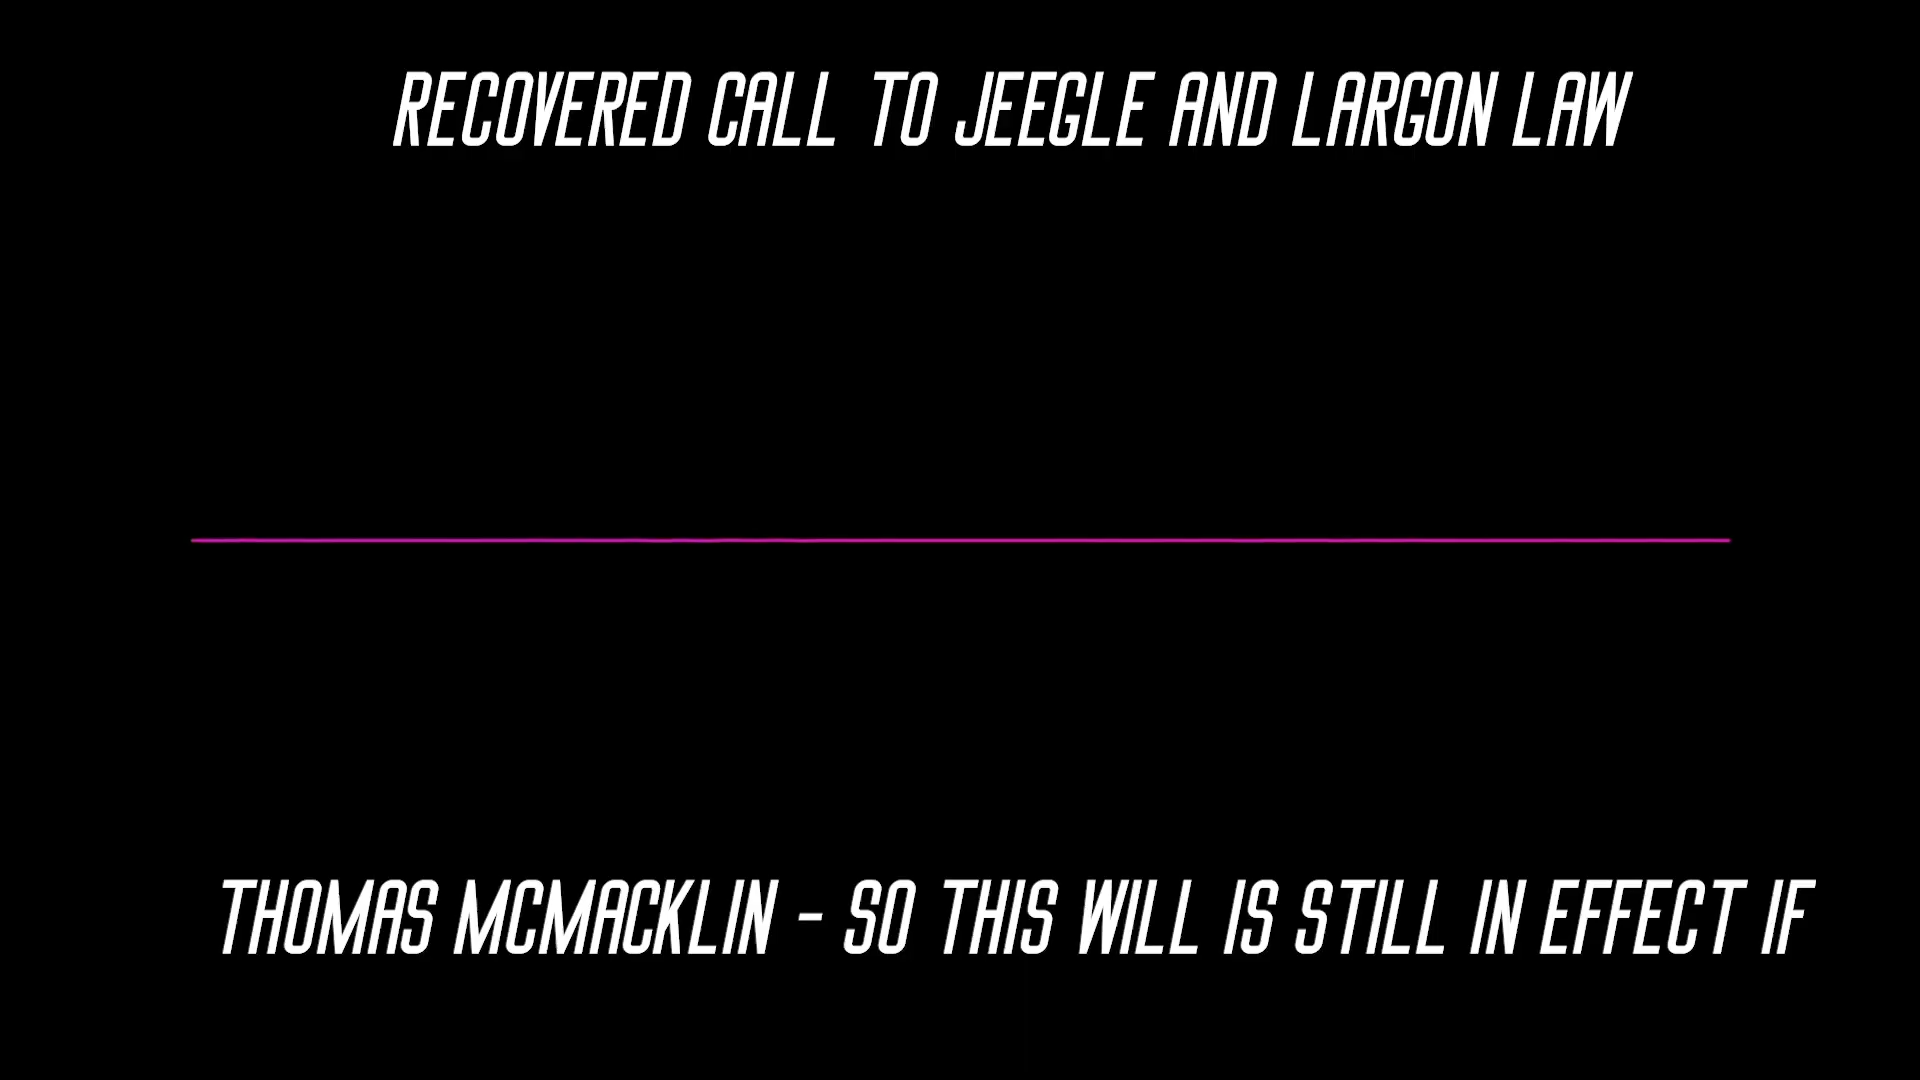 RECOVERED CALL TO JEEGLE AND LARGON LAW
THOMAS MCMACKLIN - SO THIS WILL IS STILL IN EFFECT IF